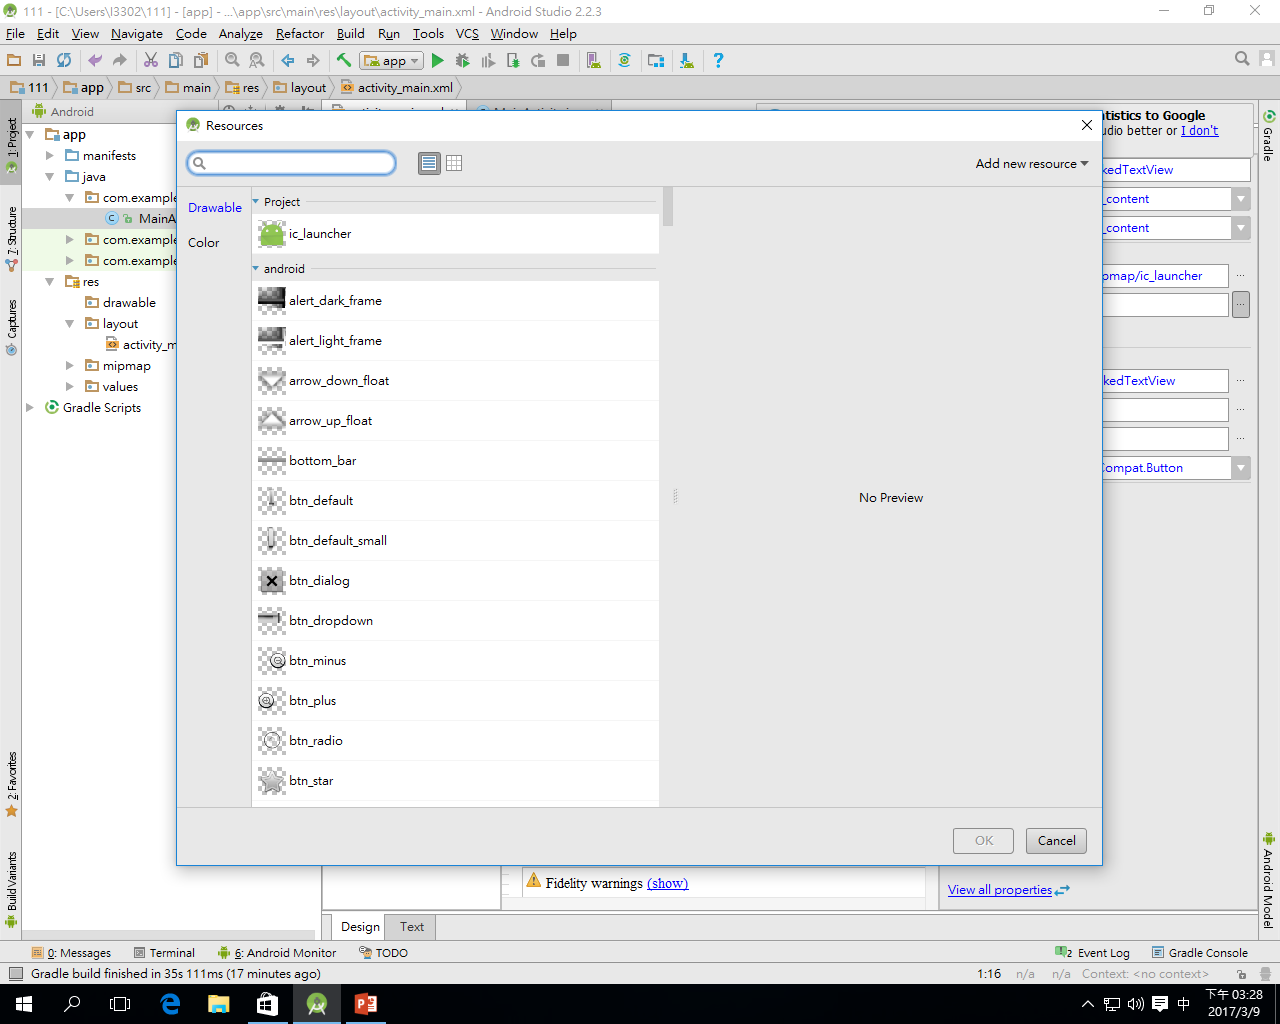 111 - [C:\Users\I3302\111] - [app] - ...\app\src\main\res\layout\activity_main.xml - Android Studio 2.2.3
File Edit View Navigate Code Analyze Refactor Build Run Tools VCS Window Help
app
111 app src main res layout activity_main.xml
Android
1: Project
7: Structure
Captures
2: Favorites
Build Variants
app
manifests
java
com.example
MainA
com.example
com.example
res
drawable
layout
activity_m
mipmap
values
Gradle Scripts
Resources
Add new resource
Drawable
Color
Project
ic_launcher
android
alert_dark_frame
alert_light_frame
arrow_down_float
arrow_up_float
bottom_bar
btn_default
btn_default_small
btn_dialog
btn_dropdown
btn_minus
btn_plus
btn_radio
btn_star
No Preview
OK Cancel
tistics to Google
udio better or I don't
kedTextView
_content
_content
pmap/ic_launcher
kedTextView
Compat.Button
Gradle
Android Model
Fidelity warnings (show)
View all properties
Design Text
0: Messages Terminal 6: Android Monitor TODO
2 Event Log Gradle Console
Gradle build finished in 35s 111ms (17 minutes ago)
1:16 n/a n/a Context: <no context>
中
下午 03:28
2017/3/9